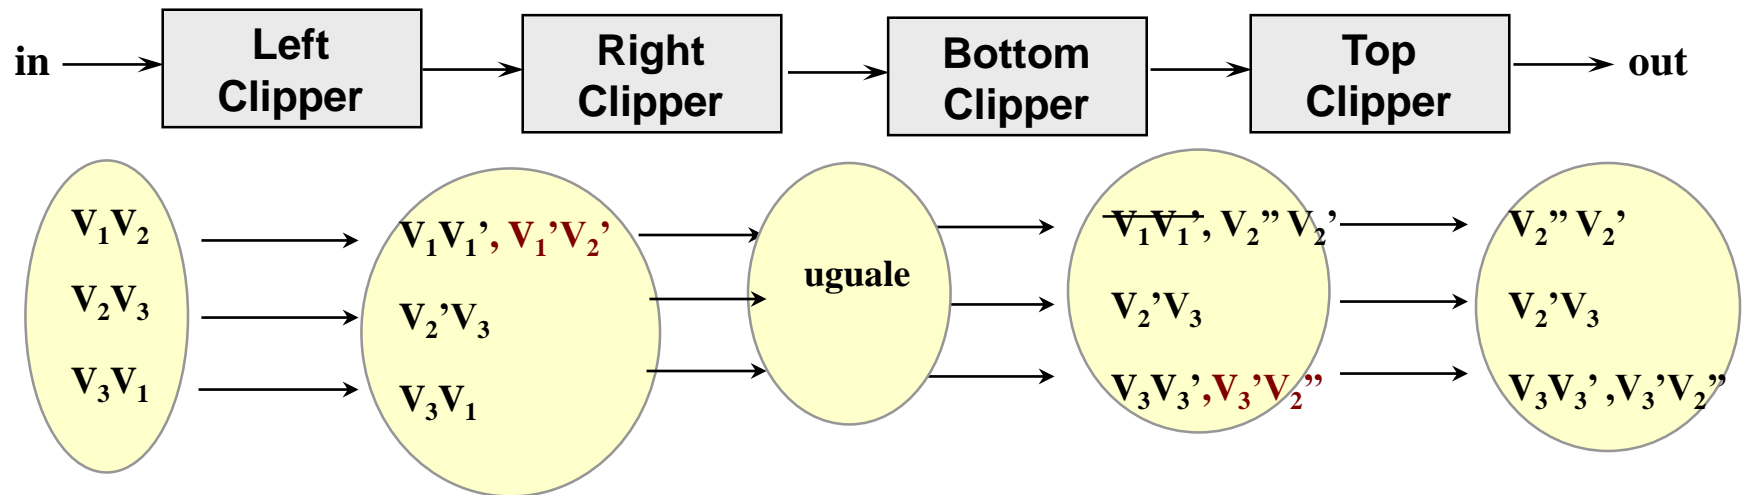 in
Left
Clipper
Right
Clipper
Bottom
Clipper
Top
Clipper
out
V₁V₂
V₂V₃
V₃V₁
V₁V₁’, V₁’V₂’
V₂’V₃
V₃V₁
uguale
V₁V₁’, V₂” V₂’
V₂’V₃
V₃V₃’,V₃’V₂”
V₂” V₂’
V₂’V₃
V₃V₃’,V₃’V₂”